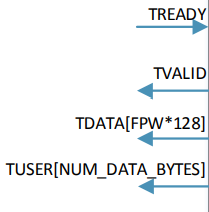 TREADY
TVALID
TDATA[FPW*128]
TUSER[NUM_DATA_BYTES]